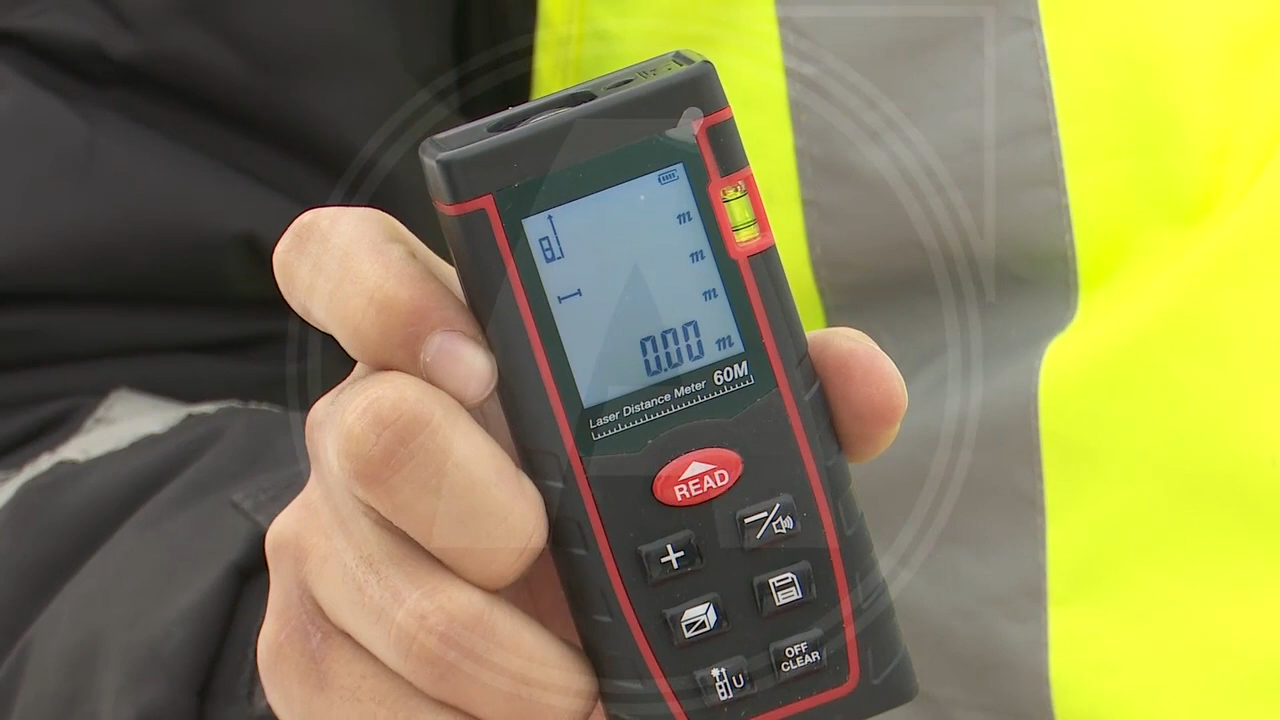 m
m
m
0.00 m
Laser Distance Meter 60M
READ
OFF
CLEAR
U